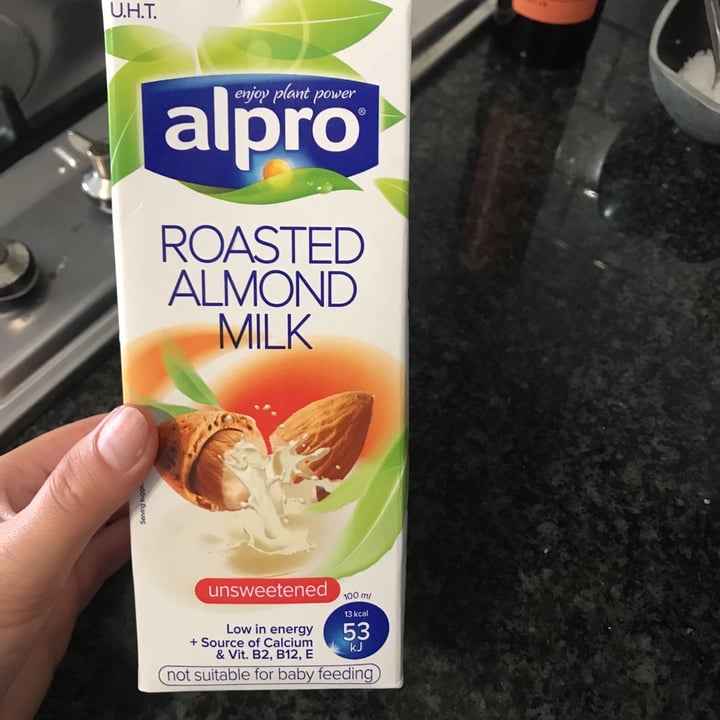 U.H.T.
enjoy plant power
alpro®
ROASTED
ALMOND
MILK
unsweetened
100 ml
13 kcal
53
kJ
Low in energy
+ Source of Calcium
& Vit. B2, B12, E
not suitable for baby feeding